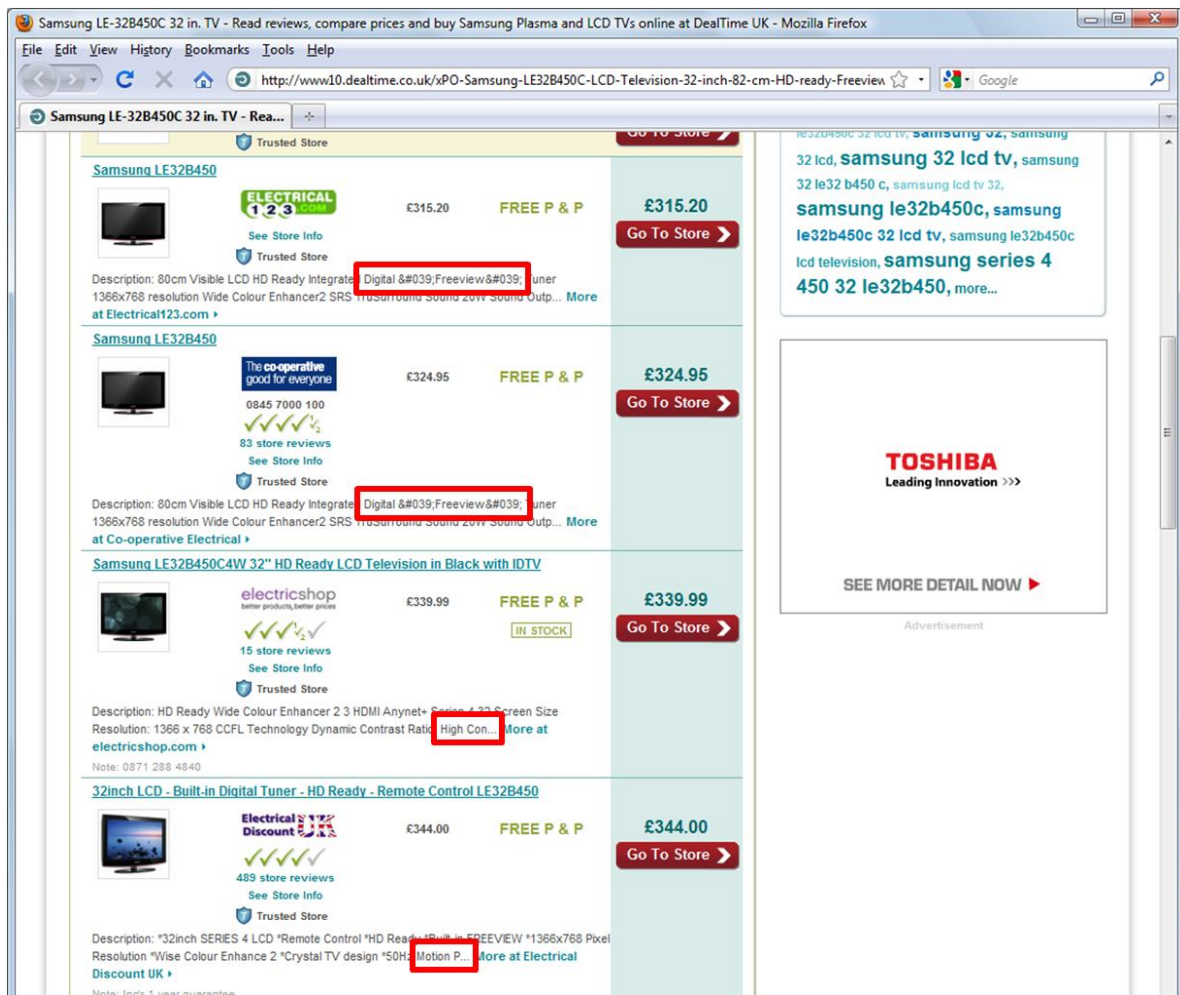 Samsung LE-32B450C 32 in. TV - Read reviews, compare prices and buy Samsung Plasma and LCD TVs online at DealTime UK - Mozilla Firefox
File Edit View History Bookmarks Tools Help
http://www10.dealtime.co.uk/xPO-Samsung-LE32B450C-LCD-Television-32-inch-82-cm-HD-ready-Freeview
Google
Samsung LE-32B450C 32 in. TV - Rea...
Trusted Store
Go To Store
Samsung LE32B450
ELECTRICAL
123.COM
£315.20 FREE P & P £315.20
See Store Info
Go To Store
Trusted Store
Description: 80cm Visible LCD HD Ready Integrated Digital &#039;Freeview&#039; Tuner
1366x768 resolution Wide Colour Enhancer2 SRS TruSurround Sound 20W Sound Outp... More
at Electrical123.com
Samsung LE32B450
The co-operative
good for everyone
£324.95 FREE P & P £324.95
Go To Store
0845 7000 100
½
83 store reviews
See Store Info
Trusted Store
Description: 80cm Visible LCD HD Ready Integrated Digital &#039;Freeview&#039; Tuner
1366x768 resolution Wide Colour Enhancer2 SRS TruSurround Sound 20W Sound Outp... More
at Co-operative Electrical
Samsung LE32B450C4W 32" HD Ready LCD Television in Black with IDTV
electricshop
better products, better prices
£339.99 FREE P & P £339.99
IN STOCK
Go To Store
½
15 store reviews
See Store Info
Trusted Store
Description: HD Ready Wide Colour Enhancer 2 3 HDMI Anynet+ Series 4 32 Screen Size
Resolution: 1366 x 768 CCFL Technology Dynamic Contrast Ratio High Con... More at
electricshop.com
Note: 0871 288 4840
32inch LCD - Built-in Digital Tuner - HD Ready - Remote Control LE32B450
Electrical
Discount UK
£344.00 FREE P & P £344.00
Go To Store
489 store reviews
See Store Info
Trusted Store
Description: *32inch SERIES 4 LCD *Remote Control *HD Ready *Built-in FREEVIEW *1366x768 Pixel
Resolution *Wise Colour Enhance 2 *Crystal TV design *50Hz Motion P... More at Electrical
Discount UK
Note: Inc's 1 year guarantee
le32b450c 32 lcd tv, samsung 32, samsung
32 lcd, samsung 32 lcd tv, samsung
32 le32 b450 c, samsung lcd tv 32,
samsung le32b450c, samsung
le32b450c 32 lcd tv, samsung le32b450c
lcd television, samsung series 4
450 32 le32b450, more...
TOSHIBA
Leading Innovation >>>
SEE MORE DETAIL NOW
Advertisement